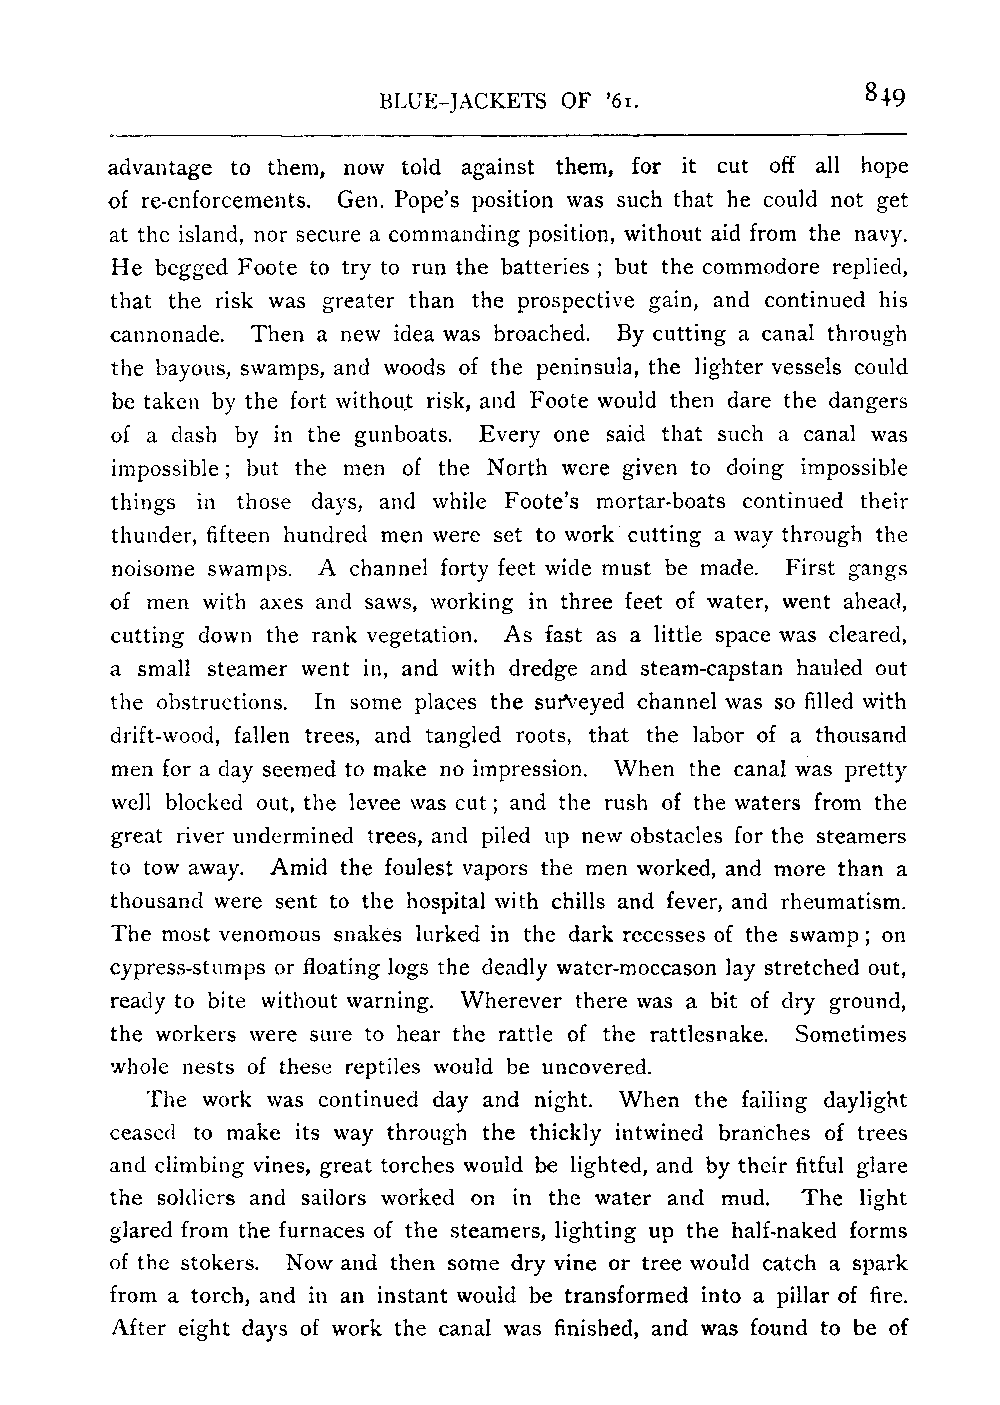 BLUE-JACKETS OF '61. 849
advantage to them, now told against them, for it cut off all hope
of re-enforcements. Gen. Pope's position was such that he could not get
at the island, nor secure a commanding position, without aid from the navy.
He begged Foote to try to run the batteries; but the commodore replied,
that the risk was greater than the prospective gain, and continued his
cannonade. Then a new idea was broached. By cutting a canal through
the bayous, swamps, and woods of the peninsula, the lighter vessels could
be taken by the fort without risk, and Foote would then dare the dangers
of a dash by in the gunboats. Every one said that such a canal was
impossible; but the men of the North were given to doing impossible
things in those days, and while Foote's mortar-boats continued their
thunder, fifteen hundred men were set to work cutting a way through the
noisome swamps. A channel forty feet wide must be made. First gangs
of men with axes and saws, working in three feet of water, went ahead,
cutting down the rank vegetation. As fast as a little space was cleared,
a small steamer went in, and with dredge and steam-capstan hauled out
the obstructions. In some places the surveyed channel was so filled with
drift-wood, fallen trees, and tangled roots, that the labor of a thousand
men for a day seemed to make no impression. When the canal was pretty
well blocked out, the levee was cut; and the rush of the waters from the
great river undermined trees, and piled up new obstacles for the steamers
to tow away. Amid the foulest vapors the men worked, and more than a
thousand were sent to the hospital with chills and fever, and rheumatism.
The most venomous snakes lurked in the dark recesses of the swamp; on
cypress-stumps or floating logs the deadly water-moccason lay stretched out,
ready to bite without warning. Wherever there was a bit of dry ground,
the workers were sure to hear the rattle of the rattlesnake. Sometimes
whole nests of these reptiles would be uncovered.
The work was continued day and night. When the failing daylight
ceased to make its way through the thickly intwined branches of trees
and climbing vines, great torches would be lighted, and by their fitful glare
the soldiers and sailors worked on in the water and mud. The light
glared from the furnaces of the steamers, lighting up the half-naked forms
of the stokers. Now and then some dry vine or tree would catch a spark
from a torch, and in an instant would be transformed into a pillar of fire.
After eight days of work the canal was finished, and was found to be of